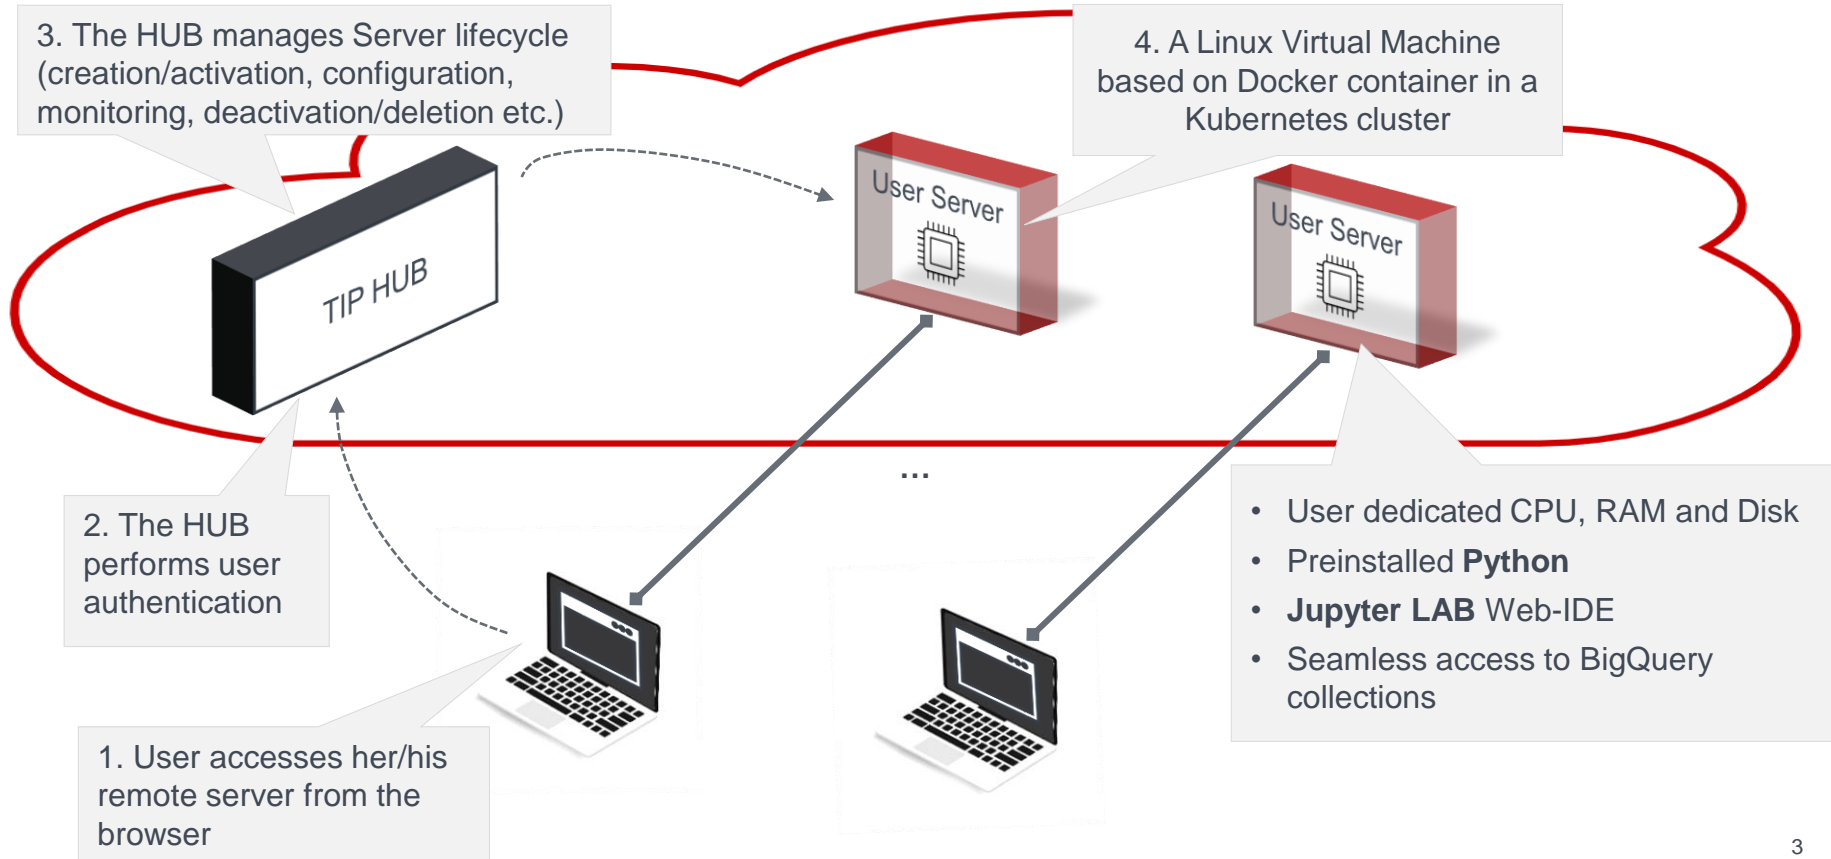 3. The HUB manages Server lifecycle
(creation/activation, configuration,
monitoring, deactivation/deletion etc.)
4. A Linux Virtual Machine
based on Docker container in a
Kubernetes cluster
User Server
User Server
TIP HUB
...
2. The HUB
performs user
authentication
• User dedicated CPU, RAM and Disk
• Preinstalled Python
• Jupyter LAB Web-IDE
• Seamless access to BigQuery
collections
1. User accesses her/his
remote server from the
browser
3